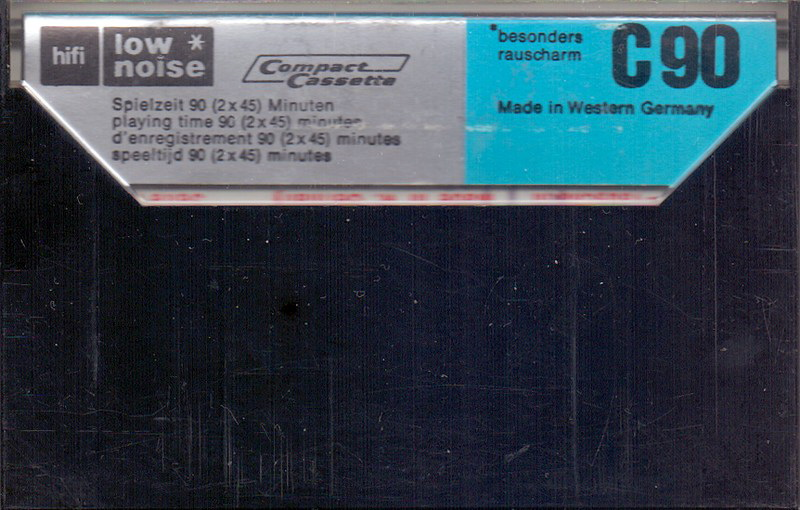 hifi
low *
noise
Compact
Cassette
Spielzeit 90 (2x45) Minuten
playing time 90 (2x45) minutes
d'enregistrement 90 (2x45) minutes
speeltijd 90 (2x45) minutes
*besonders
rauscharm
C90
Made in Western Germany